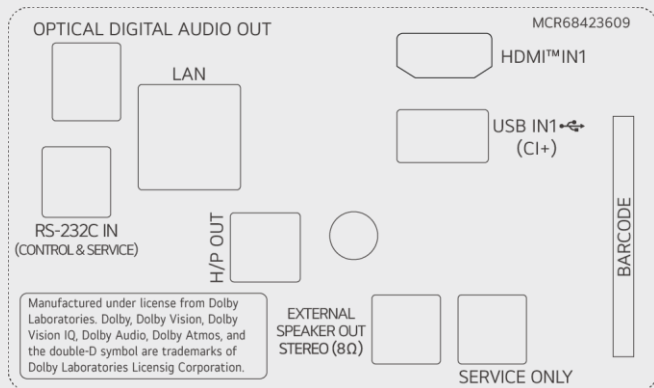 OPTICAL DIGITAL AUDIO OUT
MCR68423609
HDMI™IN1
LAN
USB IN1
(CI+)
RS-232C IN
(CONTROL & SERVICE)
H/P OUT
BARCODE
Manufactured under license from Dolby
Laboratories. Dolby, Dolby Vision, Dolby
Vision IQ, Dolby Audio, Dolby Atmos, and
the double-D symbol are trademarks of
Dolby Laboratories Licensig Corporation.
EXTERNAL
SPEAKER OUT
STEREO (8Ω)
SERVICE ONLY